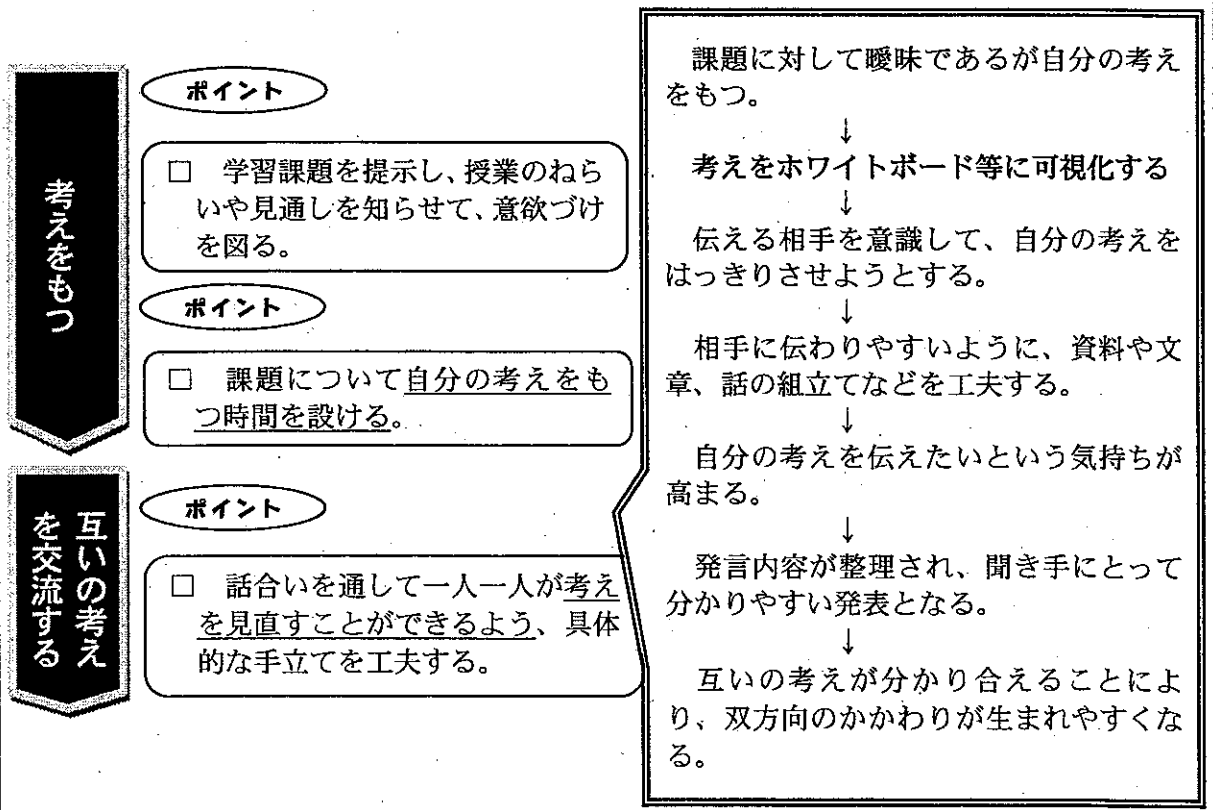 考えをもつ
ポイント
□　学習課題を提示し、授業のねら
いや見通しを知らせて、意欲づけ
を図る。
ポイント
□　課題について自分の考えをも
つ時間を設ける。
互いの考え
を交流する
ポイント
□　話合いを通して一人一人が考え
を見直すことができるよう、具体
的な手立てを工夫する。
課題に対して曖昧であるが自分の考え
をもつ。
↓
考えをホワイトボード等に可視化する
↓
伝える相手を意識して、自分の考えを
はっきりさせようとする。
↓
相手に伝わりやすいように、資料や文
章、話の組立てなどを工夫する。
↓
自分の考えを伝えたいという気持ちが
高まる。
↓
発言内容が整理され、聞き手にとって
分かりやすい発表となる。
↓
互いの考えが分かり合えることによ
り、双方向のかかわりが生まれやすくな
る。